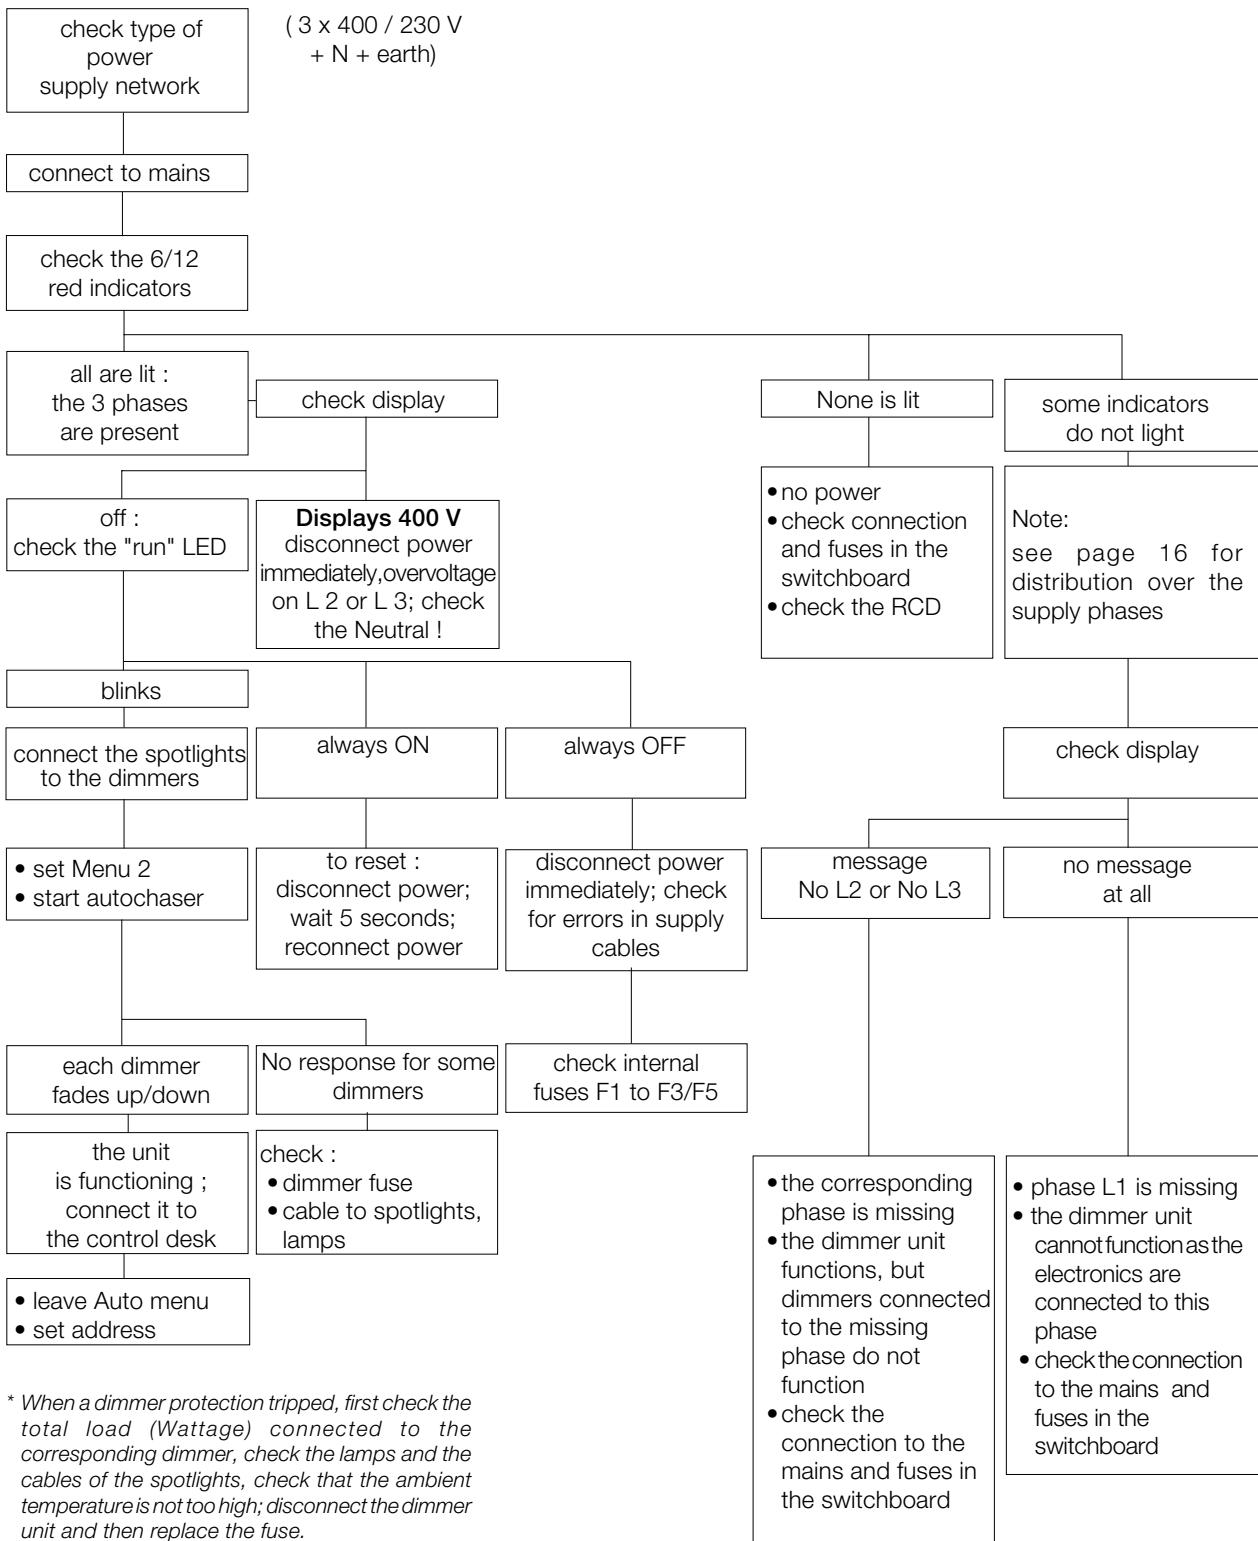 check type of
power
supply network
( 3 x 400 / 230 V
+ N + earth)
connect to mains
check the 6/12
red indicators
all are lit :
the 3 phases
are present
check display
None is lit
some indicators
do not light
off :
check the "run" LED
Displays 400 V
disconnect power
immediately,overvoltage
on L 2 or L 3; check
the Neutral !
• no power
• check connection
and fuses in the
switchboard
• check the RCD
Note:
see page 16 for
distribution over the
supply phases
blinks
connect the spotlights
to the dimmers
always ON
always OFF
check display
• set Menu 2
• start autochaser
to reset :
disconnect power;
wait 5 seconds;
reconnect power
disconnect power
immediately; check
for errors in supply
cables
message
No L2 or No L3
no message
at all
each dimmer
fades up/down
No response for some
dimmers
check internal
fuses F1 to F3/F5
the unit
is functioning ;
connect it to
the control desk
check :
• dimmer fuse
• cable to spotlights,
lamps
• the corresponding
phase is missing
• the dimmer unit
functions, but
dimmers connected
to the missing
phase do not
function
• check the
connection to the
mains and fuses in
the switchboard
• phase L1 is missing
• the dimmer unit
cannot function as the
electronics are
connected to this
phase
• check the connection
to the mains and
fuses in the
switchboard
• leave Auto menu
• set address
* When a dimmer protection tripped, first check the
total load (Wattage) connected to the
corresponding dimmer, check the lamps and the
cables of the spotlights, check that the ambient
temperature is not too high; disconnect the dimmer
unit and then replace the fuse.